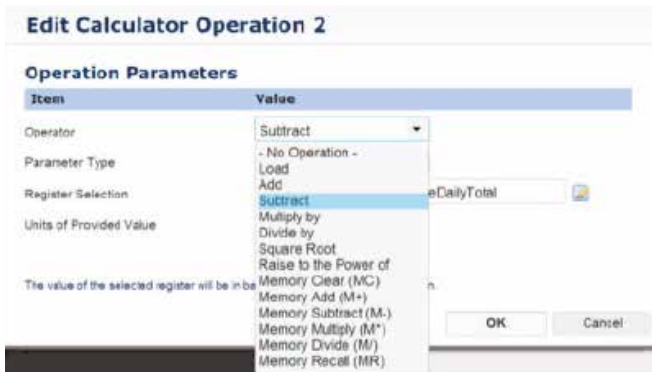 Edit Calculator Operation 2
Operation Parameters
Item Value
Operator Subtract
- No Operation -
Parameter Type
Load
Add
Register Selection eDailyTotal
Subtract
Multiply by
Units of Provided Value
Divide by
Square Root
Raise to the Power of
The value of the selected register will be in ba
Memory Clear (MC)
n.
Memory Add (M+)
Memory Subtract (M-)
OK Cancel
Memory Multiply (M*)
Memory Divide (M/)
Memory Recall (MR)